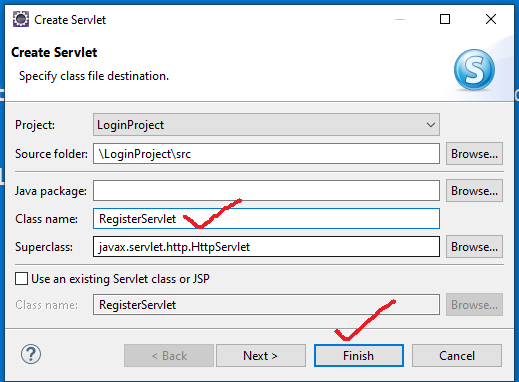 Create Servlet
Create Servlet
Specify class file destination.
S
Project: LoginProject
Source folder: \LoginProject\src Browse...
Java package: Browse...
Class name: RegisterServlet
Superclass: javax.servlet.http.HttpServlet Browse...
Use an existing Servlet class or JSP
Class name: RegisterServlet Browse...
? < Back Next > Finish Cancel